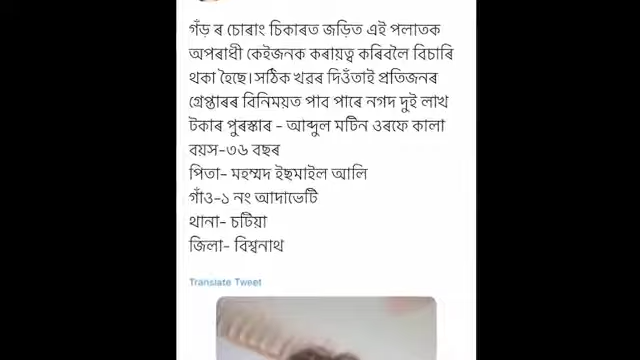 গঁড় ৰ চোৰাং চিকাৰত জড়িত এই পলাতক
অপৰাধী কেইজনক কৰায়ত্ব কৰিবলৈ বিচাৰি
থকা হৈছে।সঠিক খৱৰ দিওঁতাই প্ৰতিজনৰ
গ্ৰেপ্তাৰৰ বিনিময়ত পাব পাৰে নগদ দুই লাখ
টকাৰ পুৰস্কাৰ - আব্দুল মটিন ওৰফে কালা
বয়স-৩৬ বছৰ
পিতা- মহম্মদ ইছমাইল আলি
গাঁও-১ নং আদাভেটি
থানা- চটিয়া
জিলা- বিশ্বনাথ
Translate Tweet